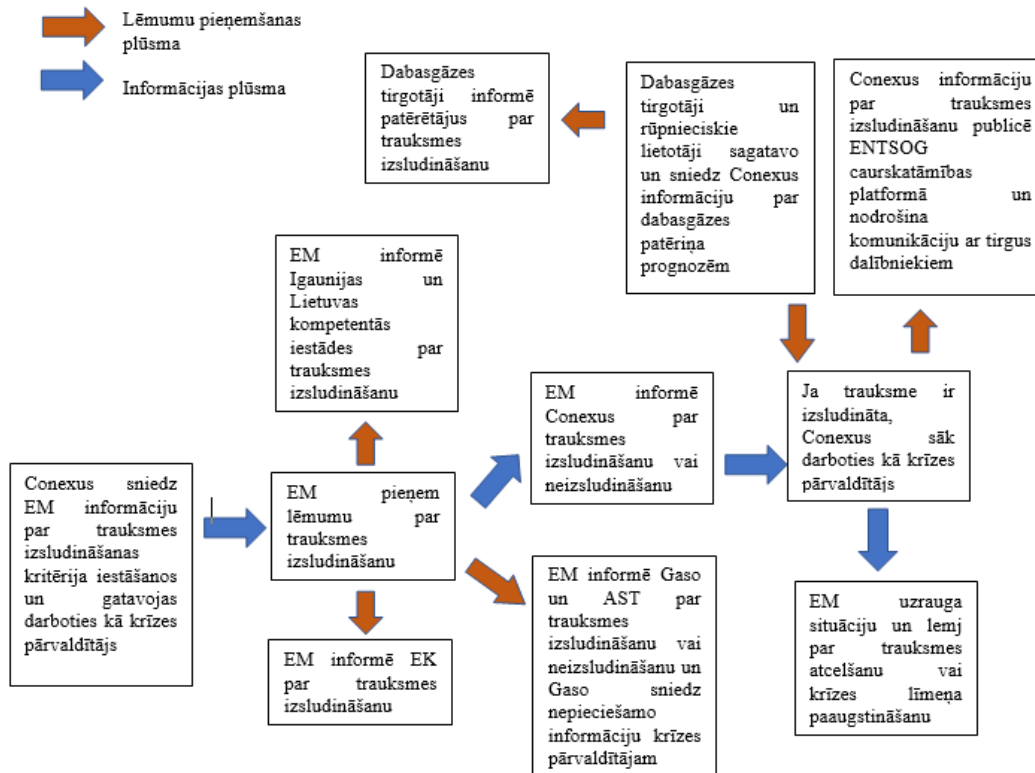 Lēmumu pieņemšanas
plūsma
Informācijas plūsma
Dabasgāzes
tirgotāji informē
patērētājus par
trauksmes
izsludināšanu
Dabasgāzes
tirgotāji un
rūpnieciskie
lietotāji sagatavo
un sniedz Conexus
informāciju par
dabasgāzes
patēriņa
prognozēm
Conexus informāciju
par trauksmes
izsludināšanu publicē
ENTSOG
caurskatāmības
platformā un
nodrošina
komunikāciju ar tirgus
dalībniekiem
EM informē
Igaunijas un
Lietuvas
kompetentās
iestādes par
trauksmes
izsludināšanu
EM informē
Conexus par
trauksmes
izsludināšanu vai
neizsludināšanu
Ja trauksme ir
izsludināta,
Conexus sāk
darboties kā krīzes
pārvaldītājs
Conexus sniedz
EM informāciju
par trauksmes
izsludināšanas
kritērija iestāšanos
un gatavojas
darboties kā krīzes
pārvaldītājs
EM pieņem
lēmumu par
trauksmes
izsludināšanu
EM informē Gaso
un AST par
trauksmes
izsludināšanu vai
neizsludināšanu un
Gaso sniedz
nepieciešamo
informāciju krīzes
pārvaldītājam
EM uzrauga
situāciju un lemj
par trauksmes
atcelšanu vai
krīzes līmeņa
paaugstināšanu
EM informē EK
par trauksmes
izsludināšanu